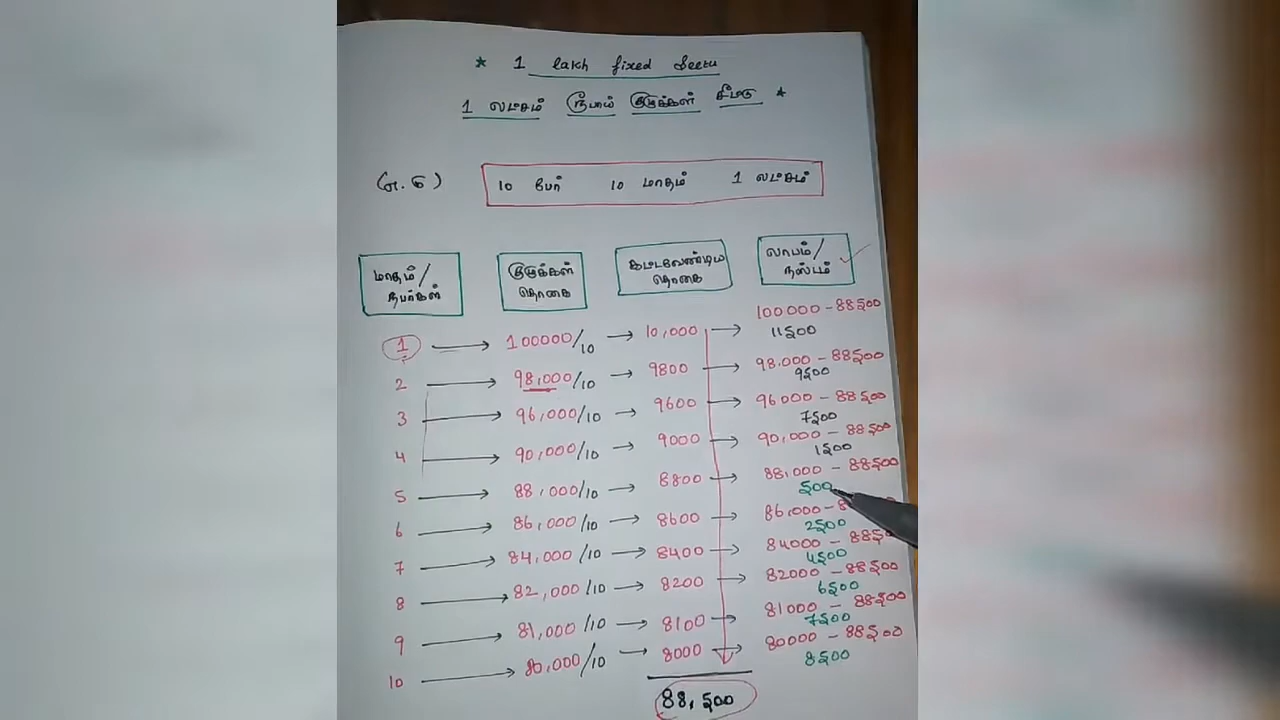 * 1 lakh fixed Seetu
1 லட்சம் ரூபாய் குலுக்கல் சீட்டு *
(எ.டு) 10 பேர் 10 மாதம் 1 லட்சம்
மாதம்/ நபர்கள்
குலுக்கல் தொகை
கட்டவேண்டிய தொகை
லாபம்/ நஸ்டம்
1 → 100000/10 → 10,000 → 100000 - 88500
11500
2 → 98,000/10 → 9800 → 98.000 - 88500
9500
3 → 96,000/10 → 9600 → 96000 - 88500
7500
4 → 90,000/10 → 9000 → 90,000 - 88500
1500
5 → 88,000/10 → 8800 → 88,000 - 88500
500
6 → 86,000/10 → 8600 → 86,000 -
2500
7 → 84,000/10 → 8400 → 84000 - 8850
4500
8 → 82,000/10 → 8200 → 82000 - 88500
6500
9 → 81,000/10 → 8100 → 81000 - 88500
7500
10 → 80,000/10 → 8000 → 80000 - 88500
8500
88,500